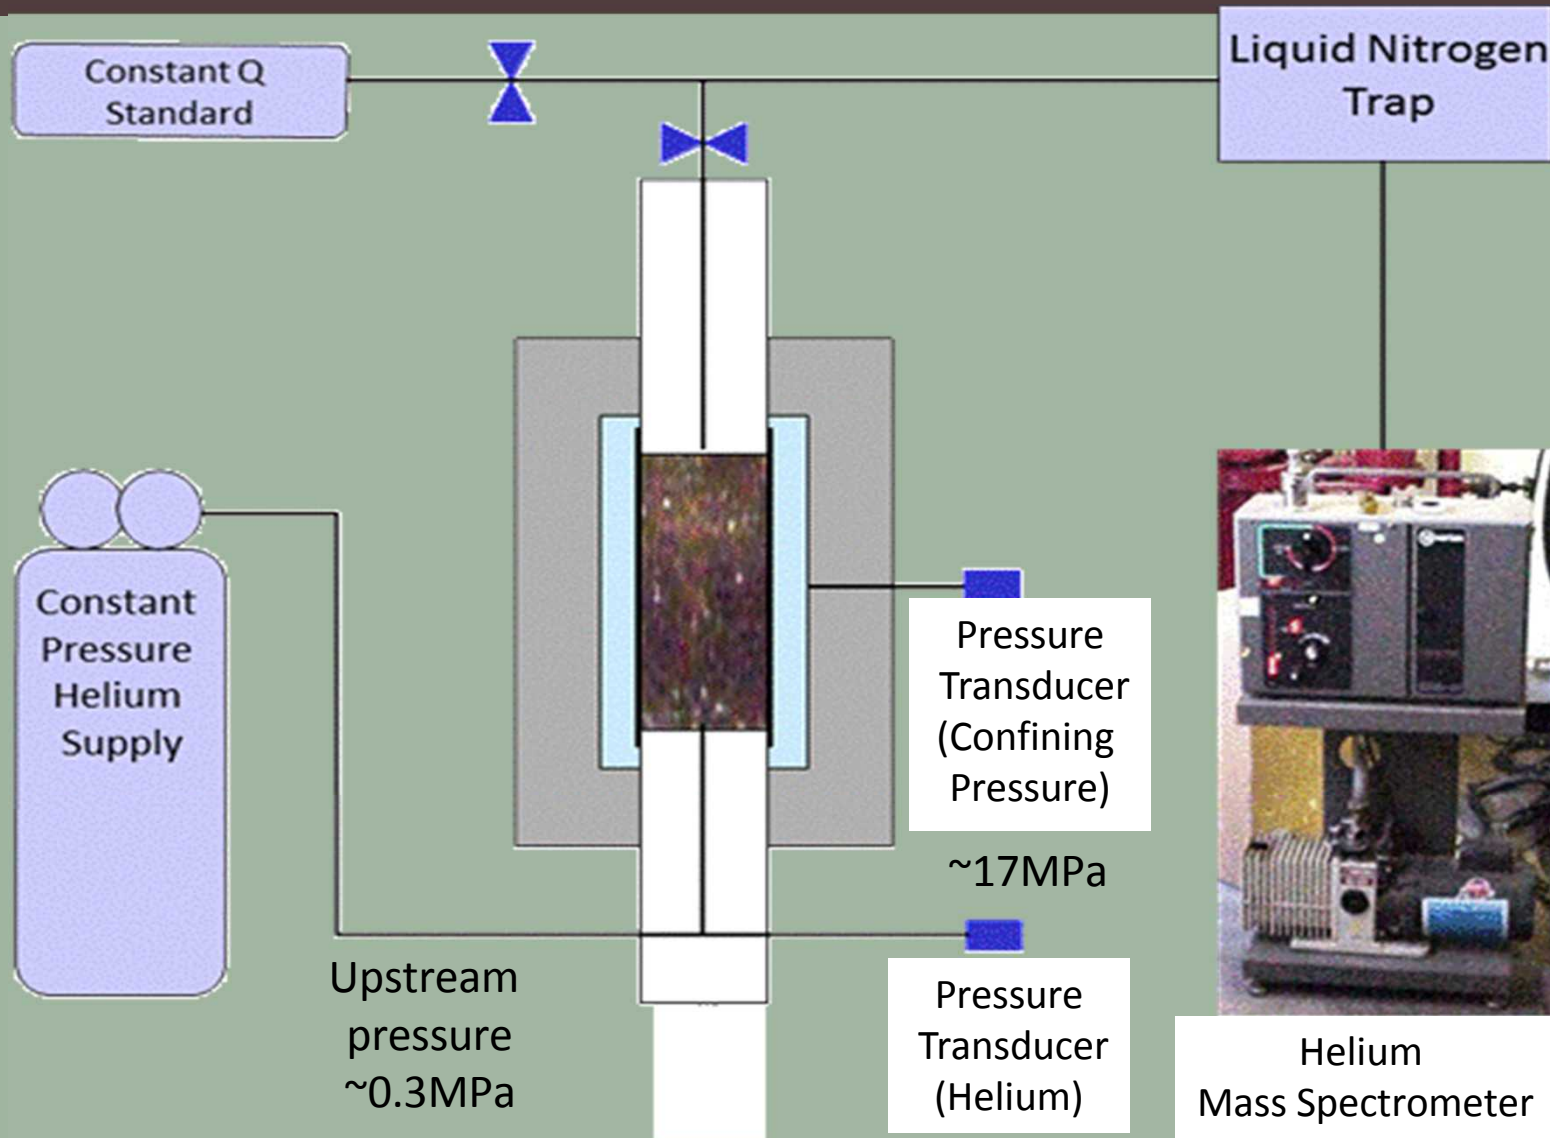 Constant Q
Standard
Liquid Nitrogen
Trap
Constant
Pressure
Helium
Supply
Pressure
Transducer
(Confining
Pressure)
~17MPa
Upstream
pressure
~0.3MPa
Pressure
Transducer
(Helium)
Helium
Mass Spectrometer